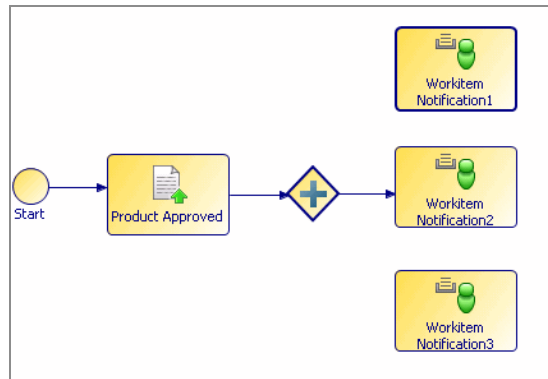 Workitem
Notification1
Start
Product Approved
Workitem
Notification2
Workitem
Notification3